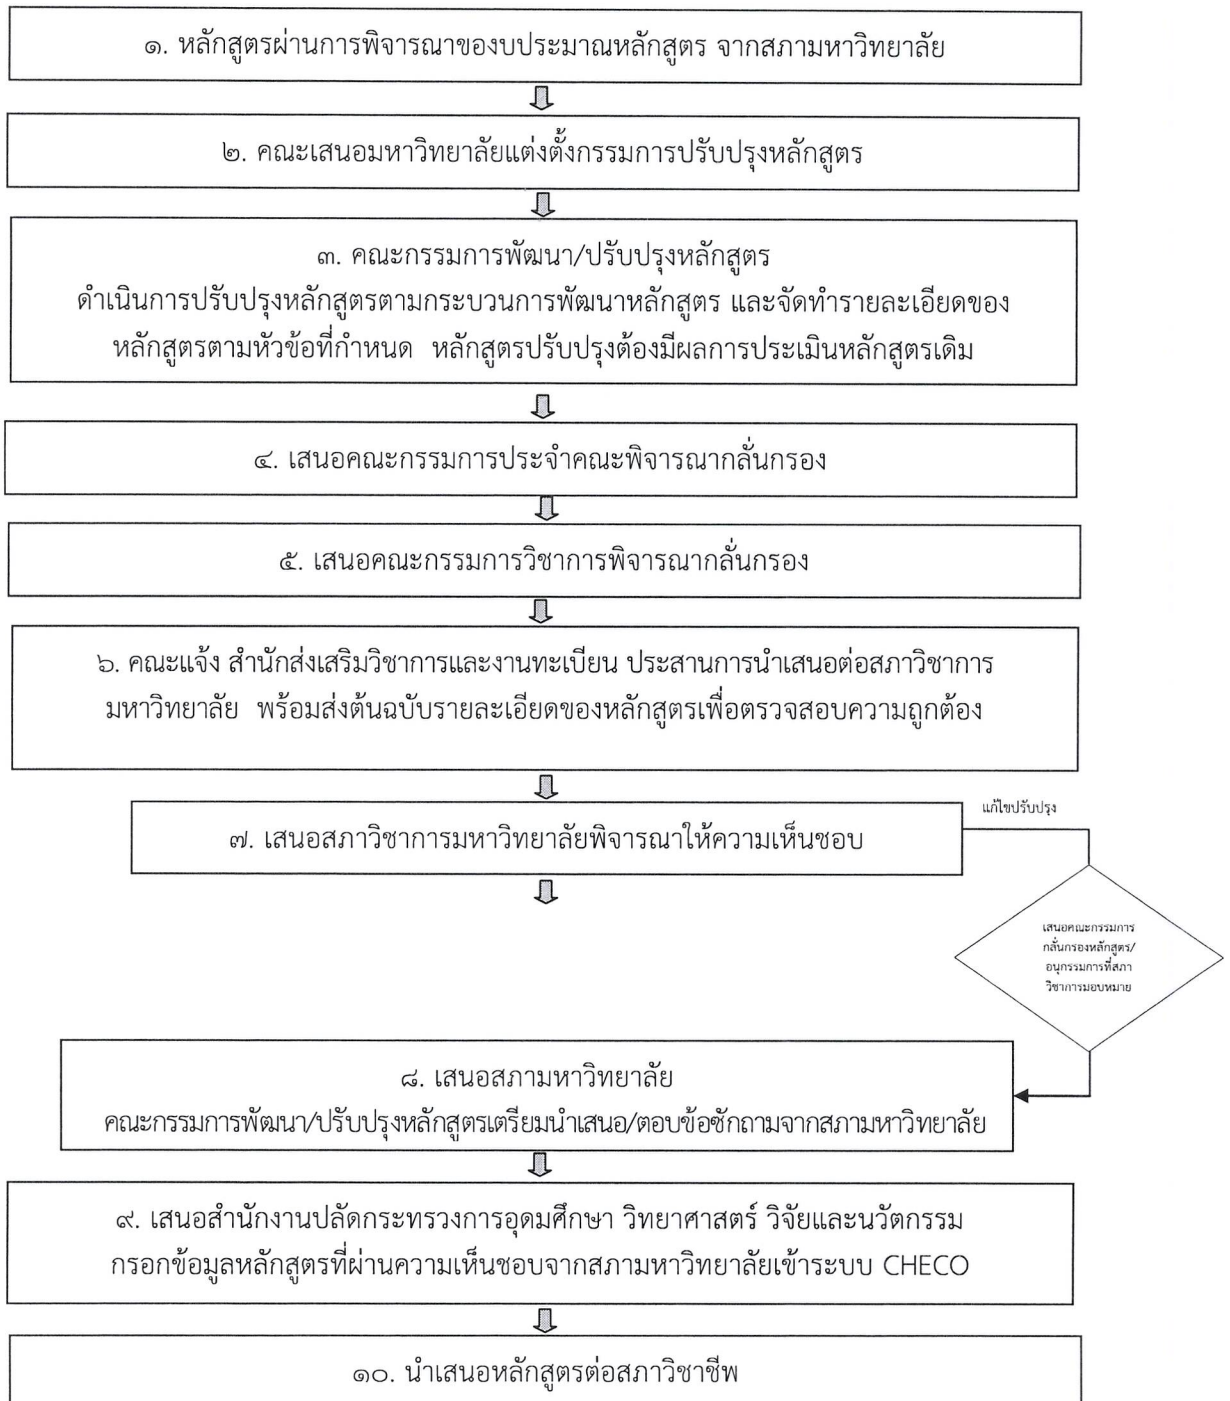 ๑. หลักสูตรผ่านการพิจารณาของบประมาณหลักสูตร จากสภามหาวิทยาลัย
๒. คณะเสนอมหาวิทยาลัยแต่งตั้งกรรมการปรับปรุงหลักสูตร
๓. คณะกรรมการพัฒนา/ปรับปรุงหลักสูตร
ดำเนินการปรับปรุงหลักสูตรตามกระบวนการพัฒนาหลักสูตร และจัดทำรายละเอียดของ
หลักสูตรตามหัวข้อที่กำหนด หลักสูตรปรับปรุงต้องมีผลการประเมินหลักสูตรเดิม
๔. เสนอคณะกรรมการประจำคณะพิจารณากลั่นกรอง
๕. เสนอคณะกรรมการวิชาการพิจารณากลั่นกรอง
๖. คณะแจ้ง สำนักส่งเสริมวิชาการและงานทะเบียน ประสานการนำเสนอต่อสภาวิชาการ
มหาวิทยาลัย พร้อมส่งต้นฉบับรายละเอียดของหลักสูตรเพื่อตรวจสอบความถูกต้อง
๗. เสนอสภาวิชาการมหาวิทยาลัยพิจารณาให้ความเห็นชอบ
แก้ไขปรับปรุง
เสนอคณะกรรมการ
กลั่นกรองหลักสูตร/
อนุกรรมการที่สภา
วิชาการมอบหมาย
๘. เสนอสภามหาวิทยาลัย
คณะกรรมการพัฒนา/ปรับปรุงหลักสูตรเตรียมนำเสนอ/ตอบข้อซักถามจากสภามหาวิทยาลัย
๙. เสนอสำนักงานปลัดกระทรวงการอุดมศึกษา วิทยาศาสตร์ วิจัยและนวัตกรรม
กรอกข้อมูลหลักสูตรที่ผ่านความเห็นชอบจากสภามหาวิทยาลัยเข้าระบบ CHECO
๑๐. นำเสนอหลักสูตรต่อสภาวิชาชีพ